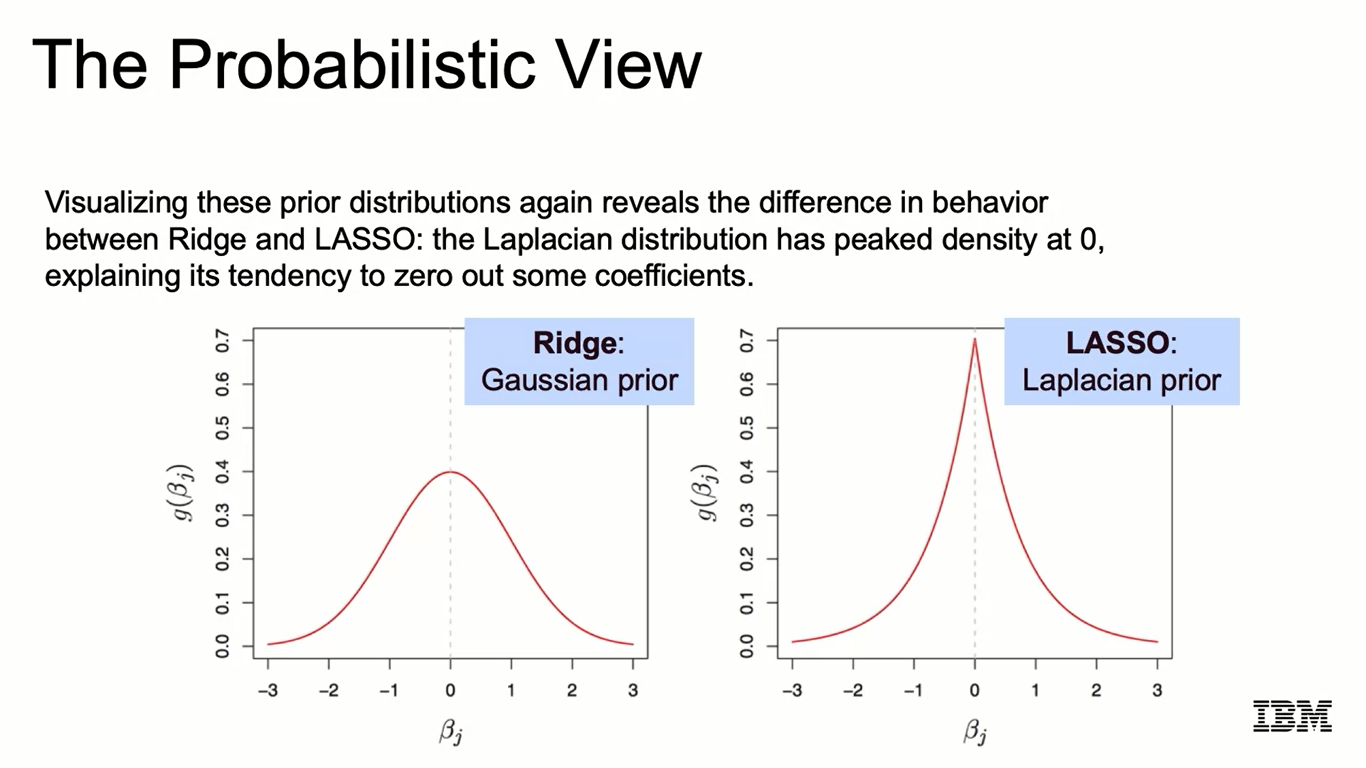 The Probabilistic View
Visualizing these prior distributions again reveals the difference in behavior
between Ridge and LASSO: the Laplacian distribution has peaked density at 0,
explaining its tendency to zero out some coefficients.
Ridge:
Gaussian prior
g(βj)
0.7
0.6
0.5
0.4
0.3
0.2
0.1
0.0
−3 −2 −1 0 1 2 3
βj
LASSO:
Laplacian prior
g(βj)
0.7
0.6
0.5
0.4
0.3
0.2
0.1
0.0
−3 −2 −1 0 1 2 3
βj
IBM